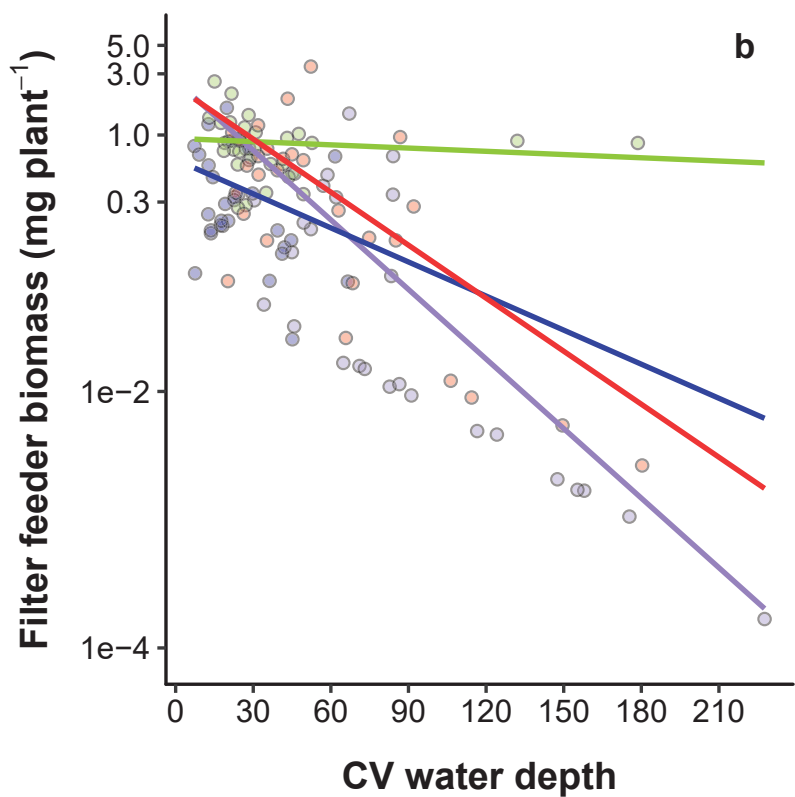 b
5.0
3.0
1.0
0.3
1e−2
1e−4
Filter feeder biomass (mg plant⁻¹)
0 30 60 90 120 150 180 210
CV water depth